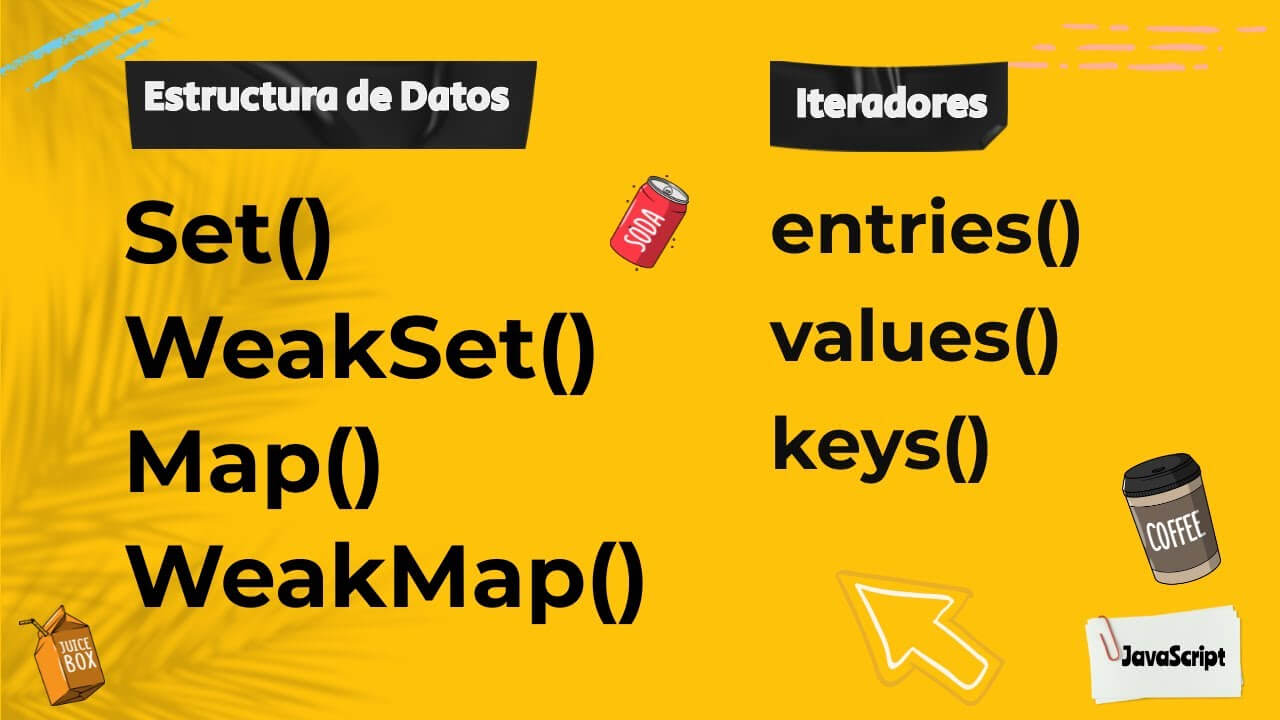 Estructura de Datos
Set()
WeakSet()
Map()
WeakMap()
Iteradores
entries()
values()
keys()
SODA
COFFEE
JUICE
BOX
JavaScript